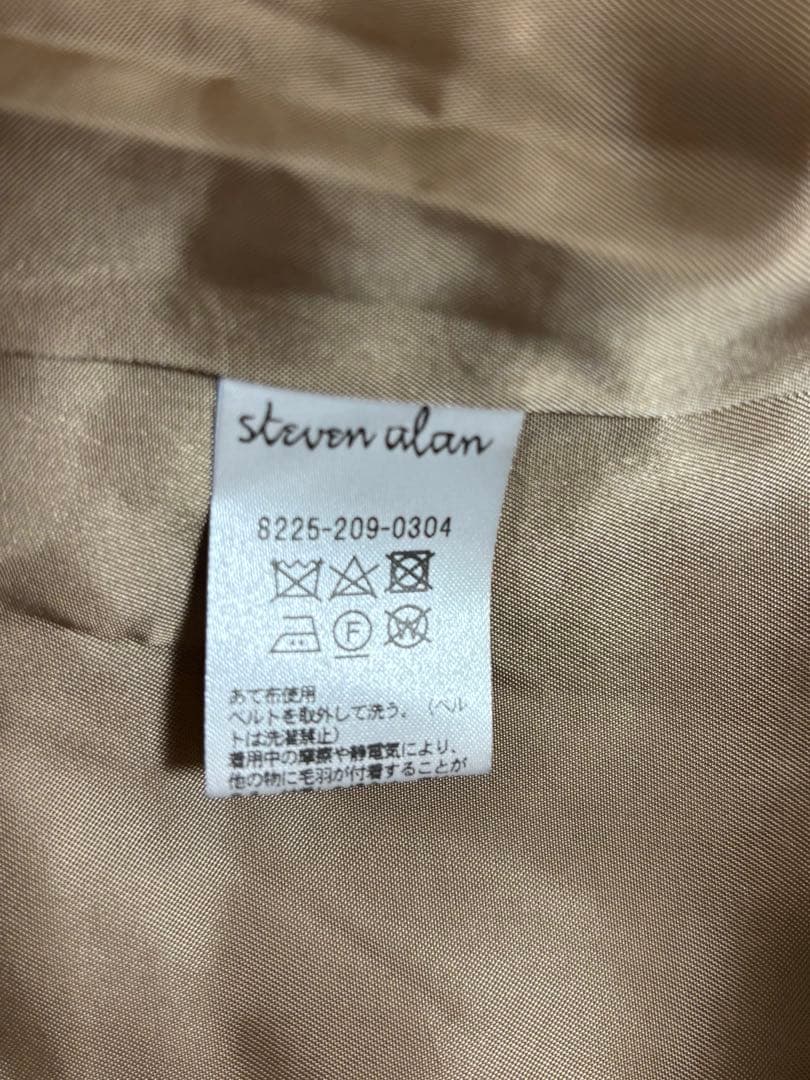 steven alan
8225-209-0304
F
W
あて布使用
ベルトを取外して洗う。（ベル
トは洗濯禁止）
着用中の摩擦や静電気により、
他の物に毛羽が付着することが